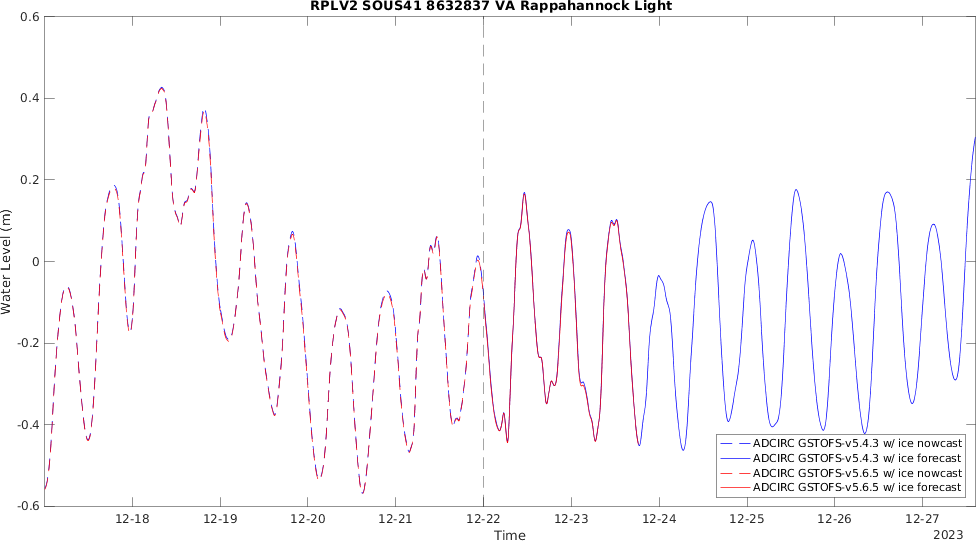 RPLV2 SOUS41 8632837 VA Rappahannock Light
0.6
0.4
0.2
0
-0.2
-0.4
-0.6
Water Level (m)
12-18 12-19 12-20 12-21 12-22 12-23 12-24 12-25 12-26 12-27
Time
2023
ADCIRC GSTOFS-v5.4.3 w/ ice nowcast
ADCIRC GSTOFS-v5.4.3 w/ ice forecast
ADCIRC GSTOFS-v5.6.5 w/ ice nowcast
ADCIRC GSTOFS-v5.6.5 w/ ice forecast